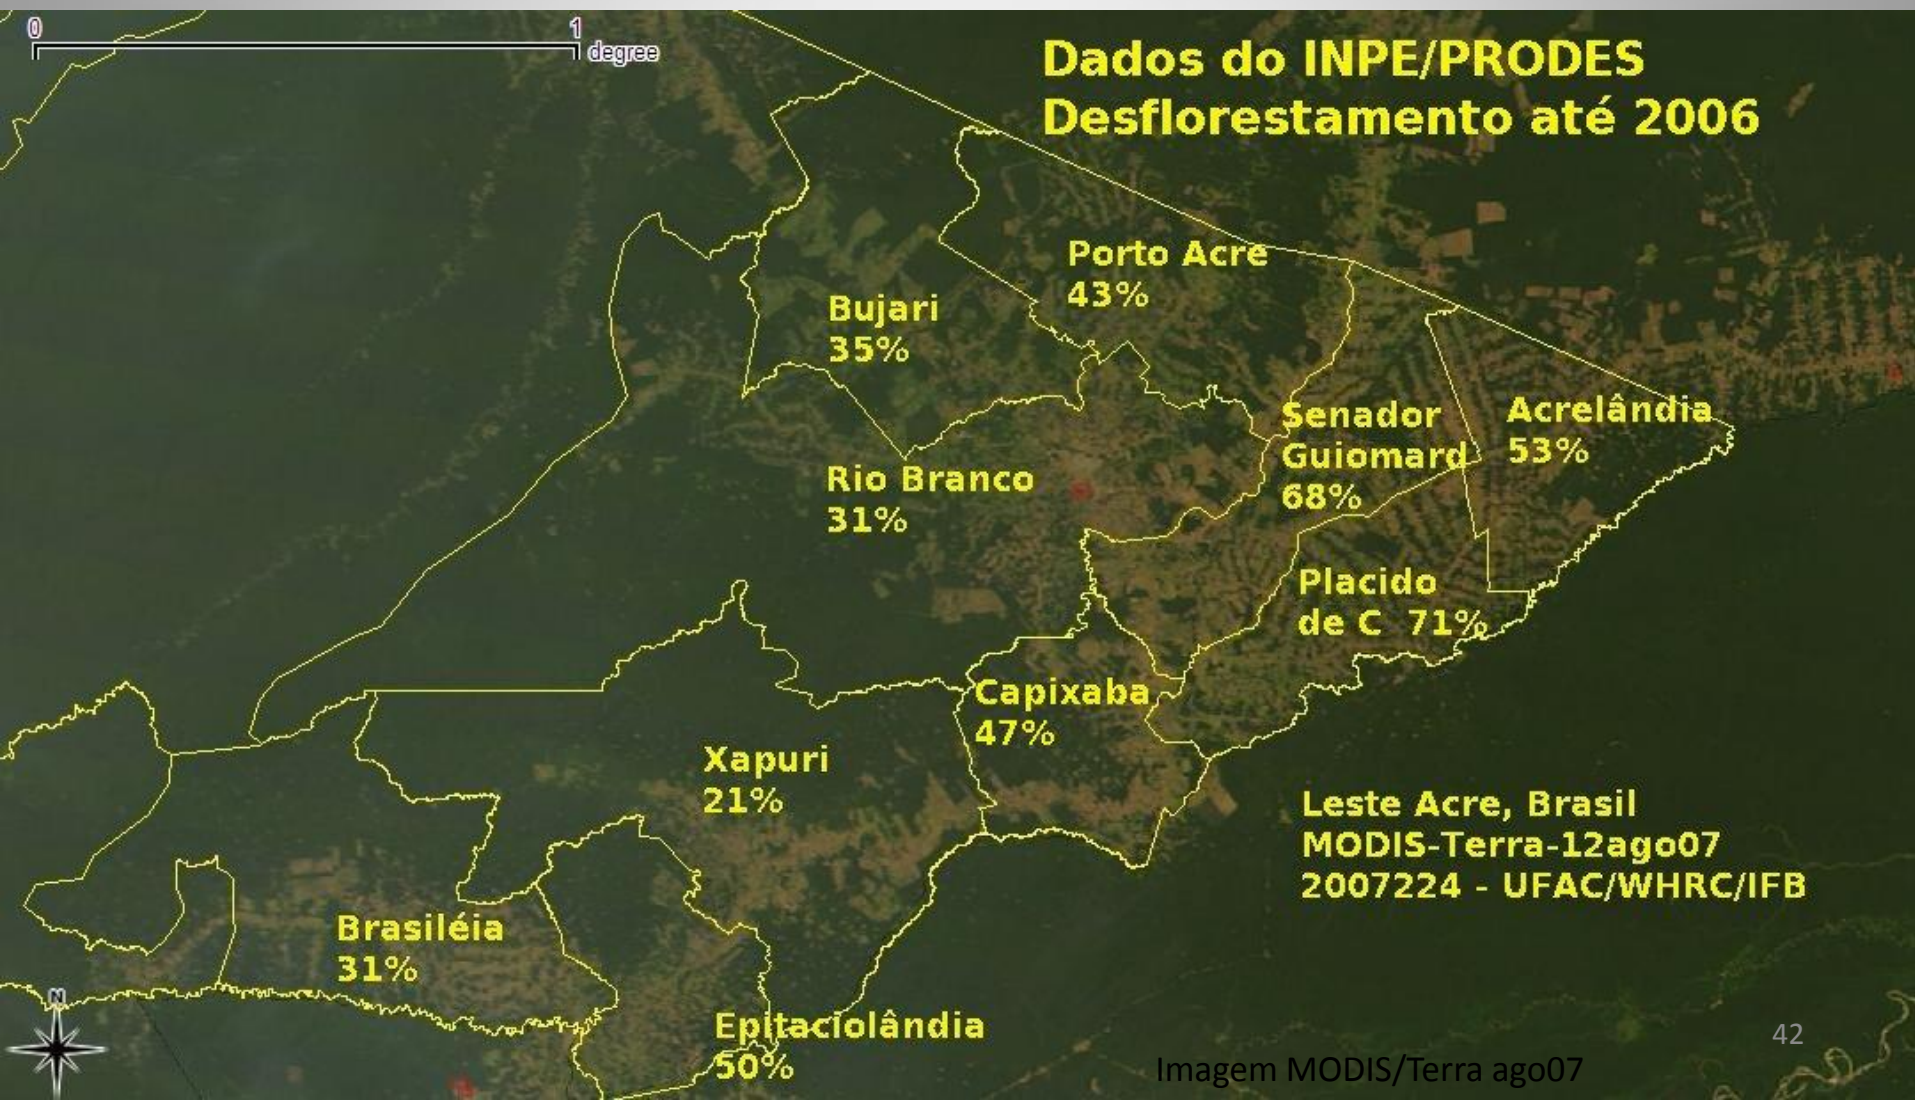 0 1
degree
Dados do INPE/PRODES
Desflorestamento até 2006
Porto Acre
43%
Bujari
35%
Senador
Guiomard
68%
Acrelândia
53%
Rio Branco
31%
Placido
de C 71%
Capixaba
47%
Xapuri
21%
Leste Acre, Brasil
MODIS-Terra-12ago07
2007224 - UFAC/WHRC/IFB
Brasiléia
31%
N
Epitaciolândia
50%
42
Imagem MODIS/Terra ago07